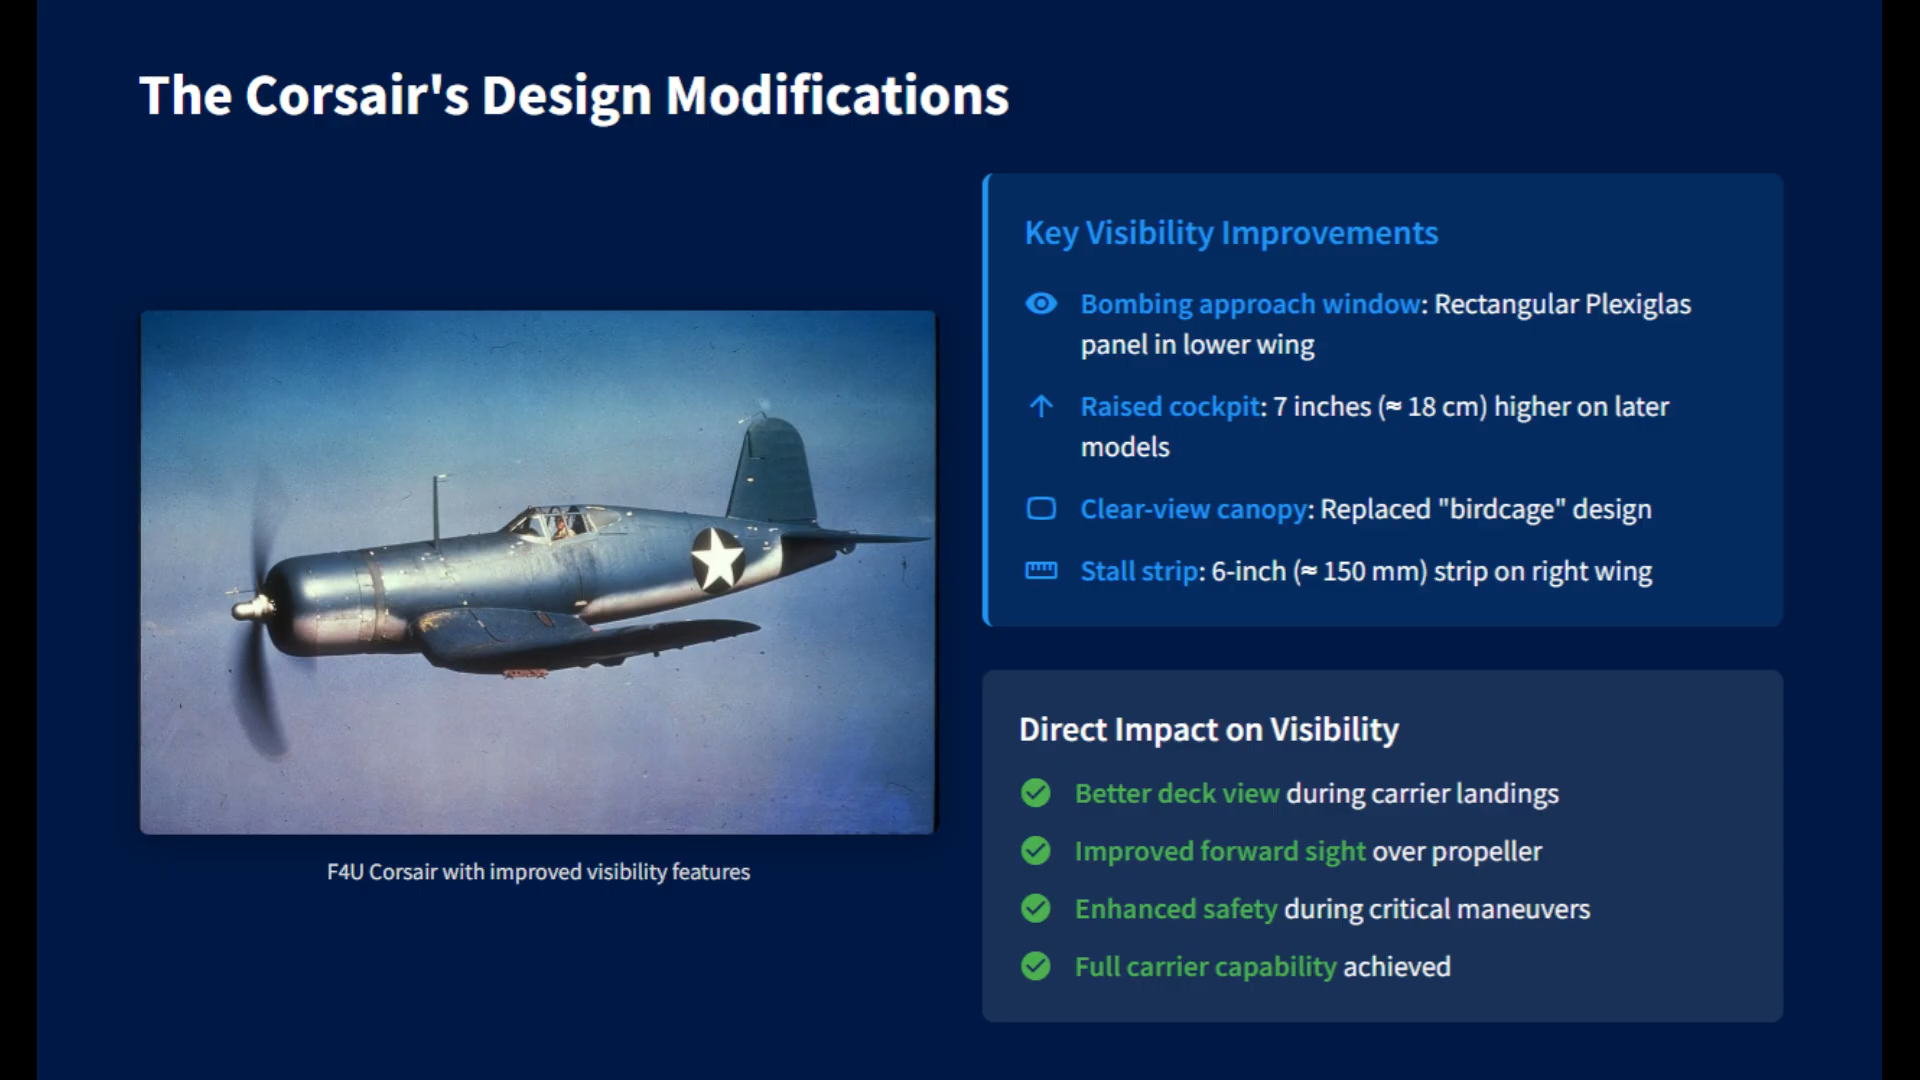 The Corsair's Design Modifications
F4U Corsair with improved visibility features
Key Visibility Improvements
Bombing approach window: Rectangular Plexiglas
panel in lower wing
Raised cockpit: 7 inches (≈ 18 cm) higher on later
models
Clear-view canopy: Replaced "birdcage" design
Stall strip: 6-inch (≈ 150 mm) strip on right wing
Direct Impact on Visibility
Better deck view during carrier landings
Improved forward sight over propeller
Enhanced safety during critical maneuvers
Full carrier capability achieved